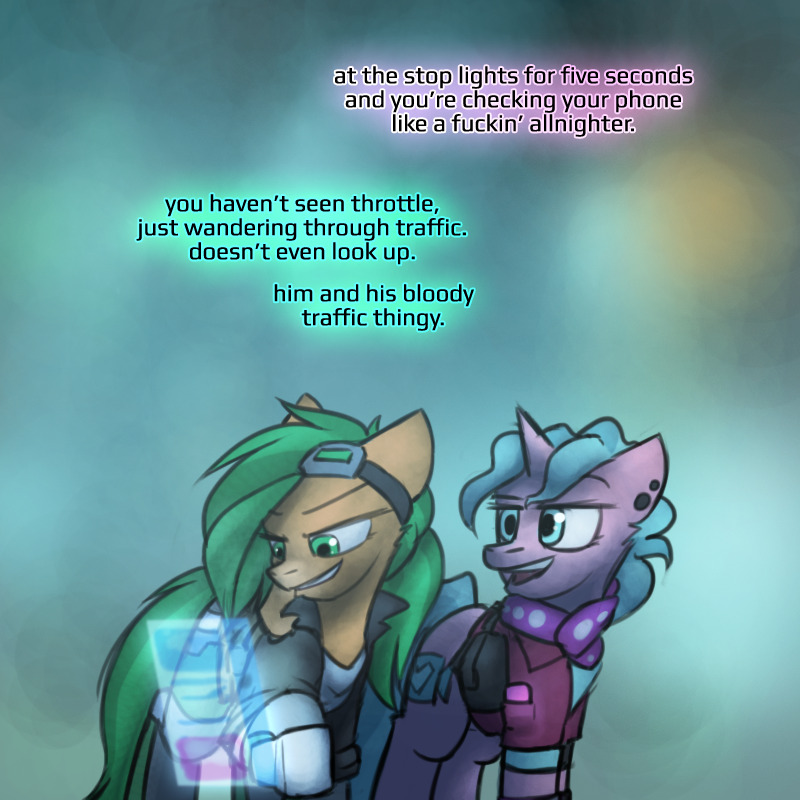 at the stop lights for five seconds
and you're checking your phone
like a fuckin' allnighter.
you haven't seen throttle,
just wandering through traffic.
doesn't even look up.
him and his bloody
traffic thingy.